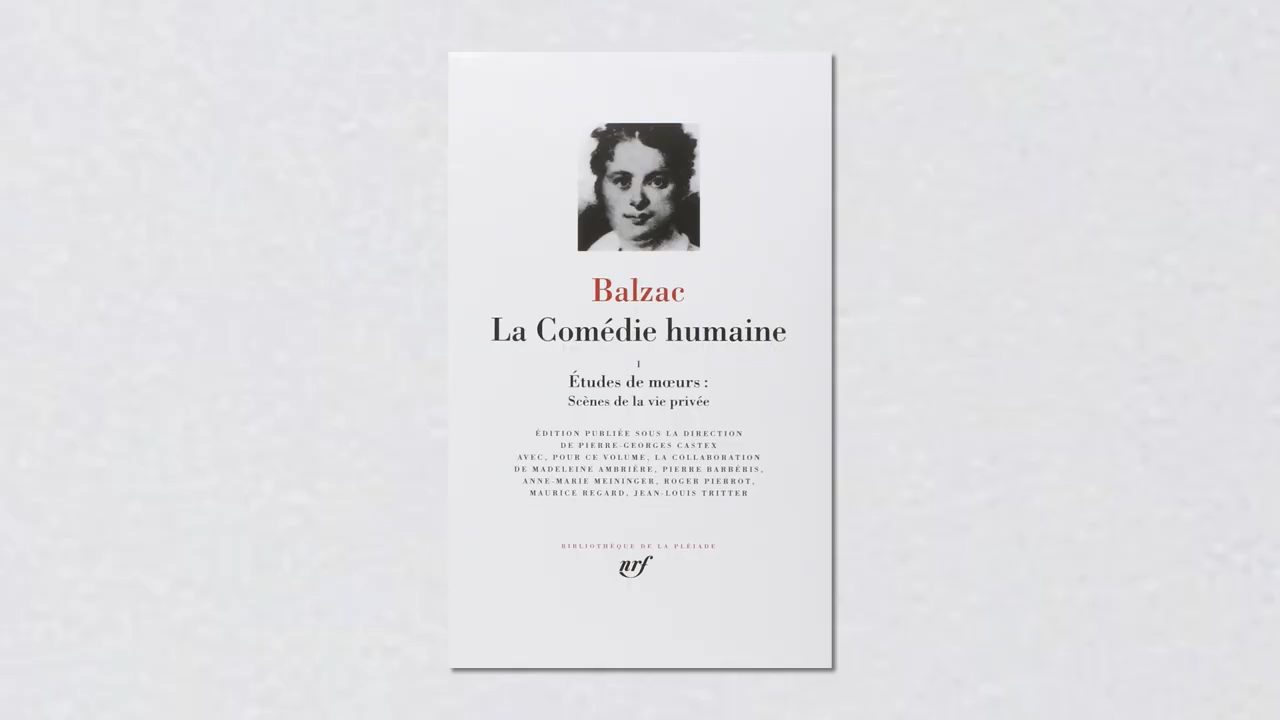 Balzac
La Comédie humaine
I
Études de mœurs :
Scènes de la vie privée
ÉDITION PUBLIÉE SOUS LA DIRECTION
DE PIERRE-GEORGES CASTEX
AVEC, POUR CE VOLUME, LA COLLABORATION
DE MADELEINE AMBRIÈRE, PIERRE BARBÉRIS,
ANNE-MARIE MEININGER, ROGER PIERROT,
MAURICE REGARD, JEAN-LOUIS TRITTER
BIBLIOTHÈQUE DE LA PLÉIADE
nrf